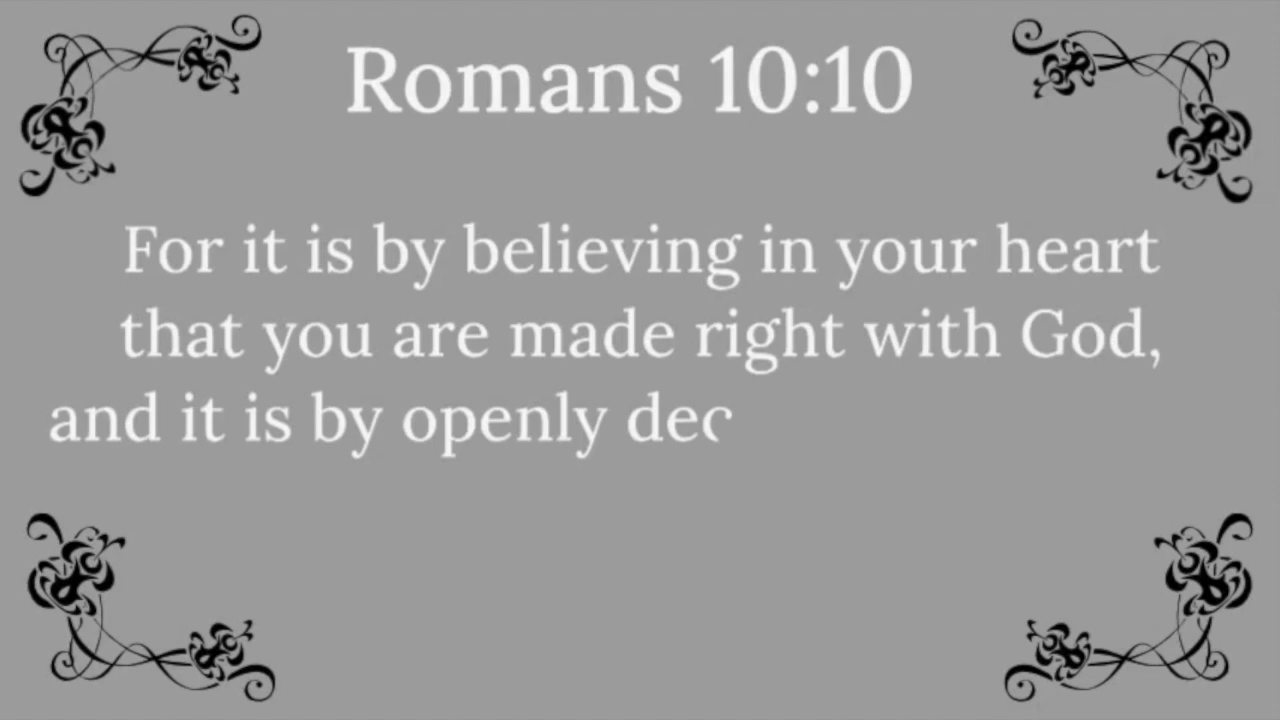 Romans 10:10
For it is by believing in your heart
that you are made right with God,
and it is by openly dec